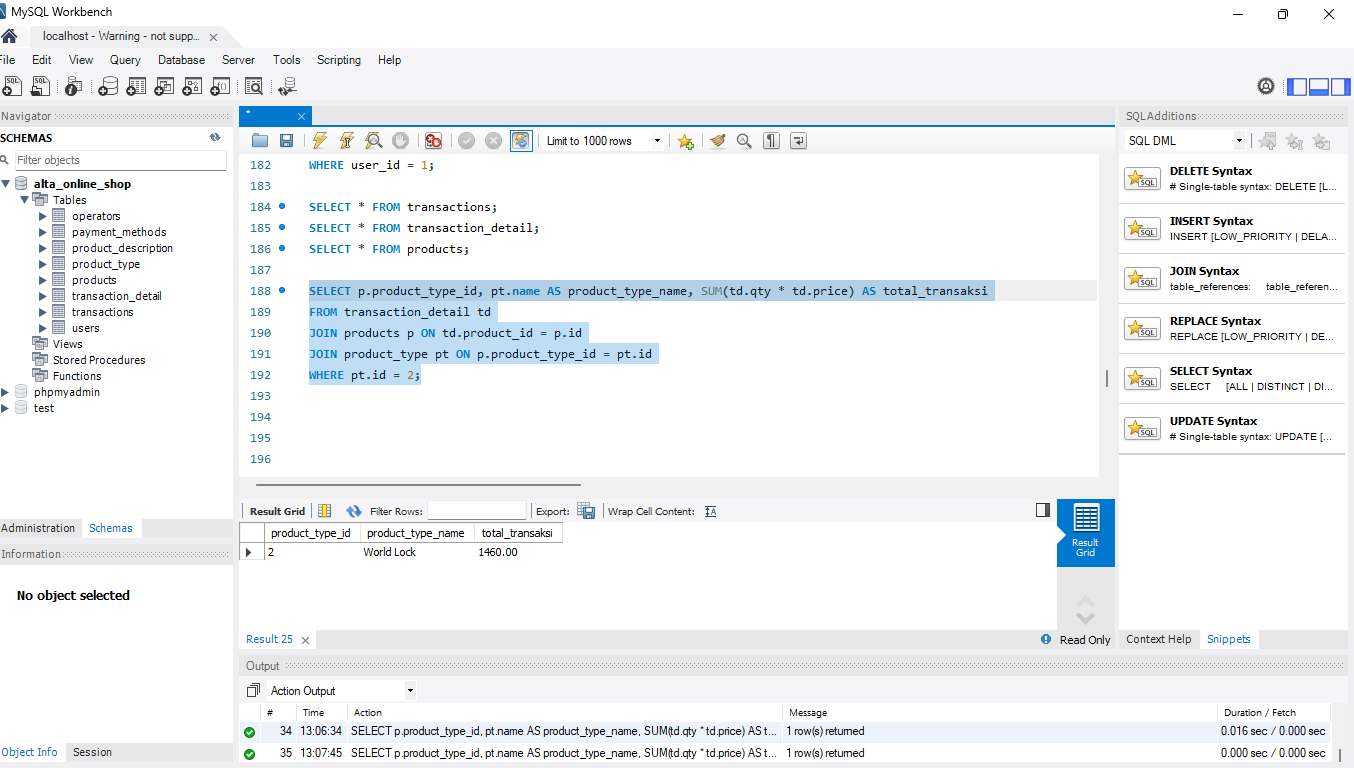 MySQL Workbench
localhost - Warning - not supp...
File Edit View Query Database Server Tools Scripting Help
Navigator
SCHEMAS
Filter objects
alta_online_shop
Tables
operators
payment_methods
product_description
product_type
products
transaction_detail
transactions
users
Views
Stored Procedures
Functions
phpmyadmin
test
Administration Schemas
Information
No object selected
Object Info Session
*
Limit to 1000 rows
182 WHERE user_id = 1;
183
184 SELECT * FROM transactions;
185 SELECT * FROM transaction_detail;
186 SELECT * FROM products;
187
188 SELECT p.product_type_id, pt.name AS product_type_name, SUM(td.qty * td.price) AS total_transaksi
189 FROM transaction_detail td
190 JOIN products p ON td.product_id = p.id
191 JOIN product_type pt ON p.product_type_id = pt.id
192 WHERE pt.id = 2;
193
194
195
196
Result Grid Filter Rows: Export: Wrap Cell Content:
product_type_id product_type_name total_transaksi
2 World Lock 1460.00
Result
Grid
Result 25
Read Only
Output
Action Output
# Time Action Message Duration / Fetch
34 13:06:34 SELECT p.product_type_id, pt.name AS product_type_name, SUM(td.qty * td.price) AS t... 1 row(s) returned 0.016 sec / 0.000 sec
35 13:07:45 SELECT p.product_type_id, pt.name AS product_type_name, SUM(td.qty * td.price) AS t... 1 row(s) returned 0.000 sec / 0.000 sec
SQLAdditions
SQL DML
DELETE Syntax
# Single-table syntax: DELETE [L...
INSERT Syntax
INSERT [LOW_PRIORITY | DELA...
JOIN Syntax
table_references: table_referen...
REPLACE Syntax
REPLACE [LOW_PRIORITY | DE...
SELECT Syntax
SELECT [ALL | DISTINCT | DI...
UPDATE Syntax
# Single-table syntax: UPDATE [...
Context Help Snippets